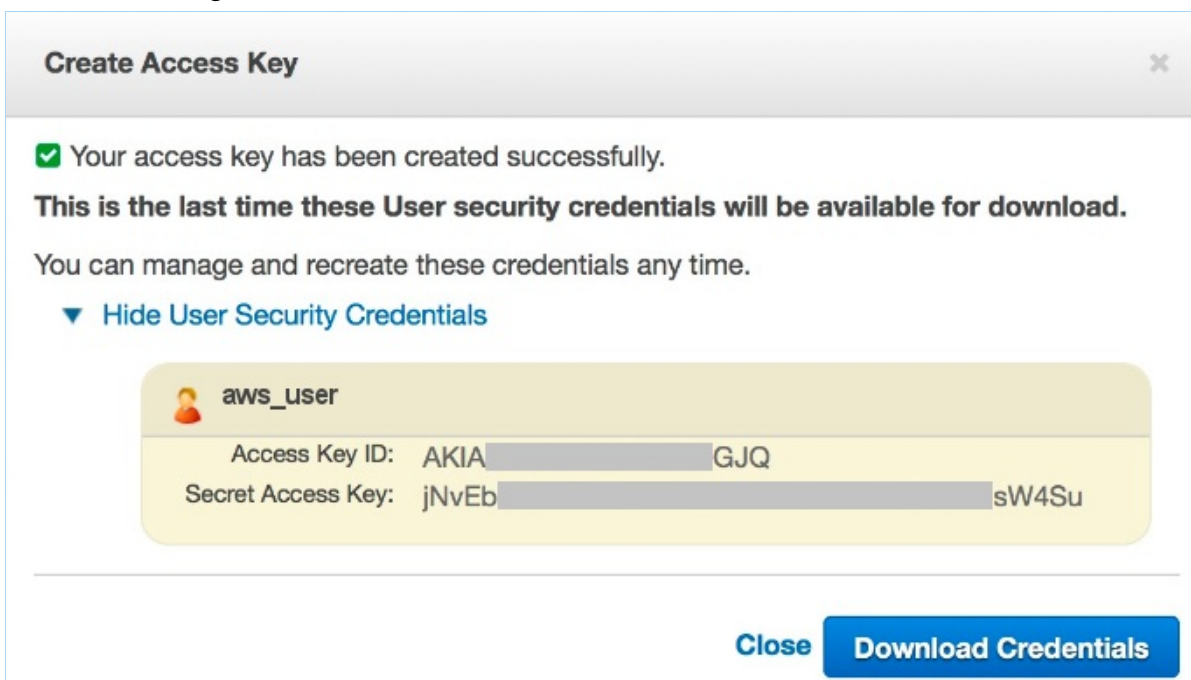 Create Access Key
Your access key has been created successfully.
This is the last time these User security credentials will be available for download.
You can manage and recreate these credentials any time.
Hide User Security Credentials
aws_user
Access Key ID: AKIA GJQ
Secret Access Key: jNvEb sW4Su
Close Download Credentials